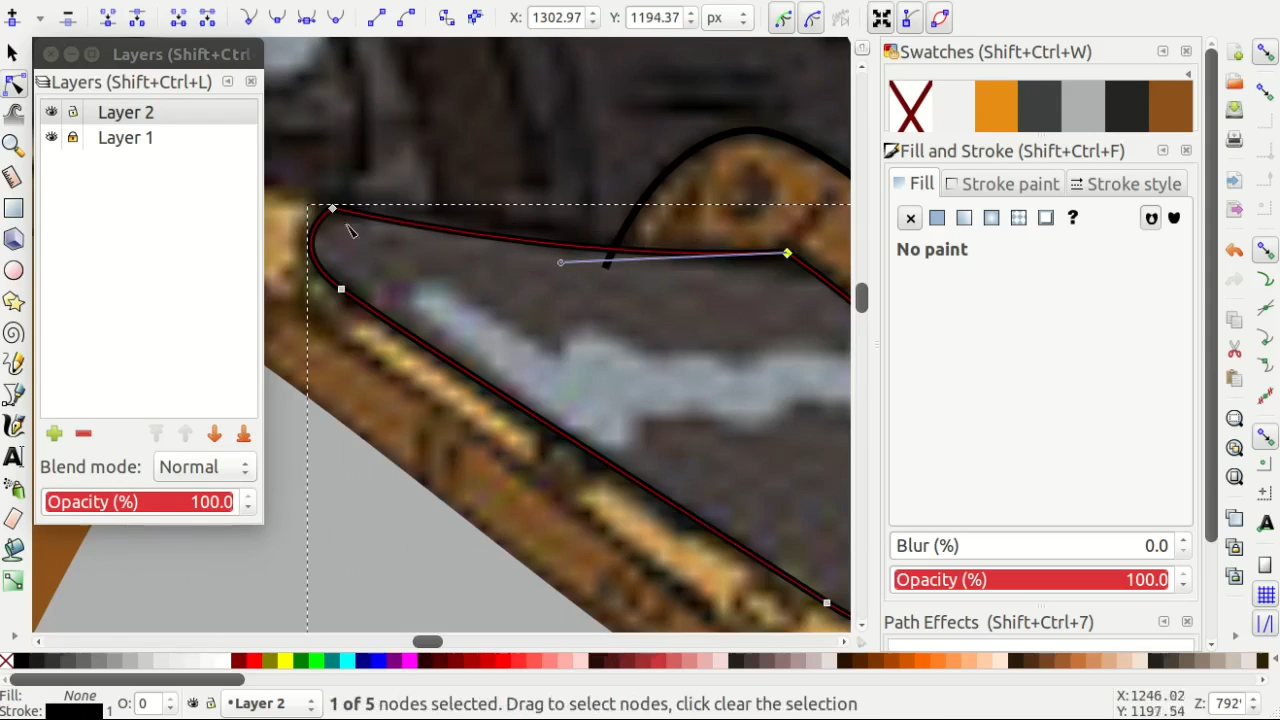 X: 1302.97 Y: 1194.37 px
Layers (Shift+Ctrl
Layers (Shift+Ctrl+L)
Layer 2
Layer 1
Blend mode: Normal
Opacity (%) 100.0
Swatches (Shift+Ctrl+W)
Fill and Stroke (Shift+Ctrl+F)
Fill Stroke paint Stroke style
?
No paint
Blur (%) 0.0
Opacity (%) 100.0
Path Effects (Shift+Ctrl+7)
Fill: None
Stroke: 1
O: 0
•Layer 2
1 of 5 nodes selected. Drag to select nodes, click clear the selection
X:1246.02
Y:1197.54
Z: 792